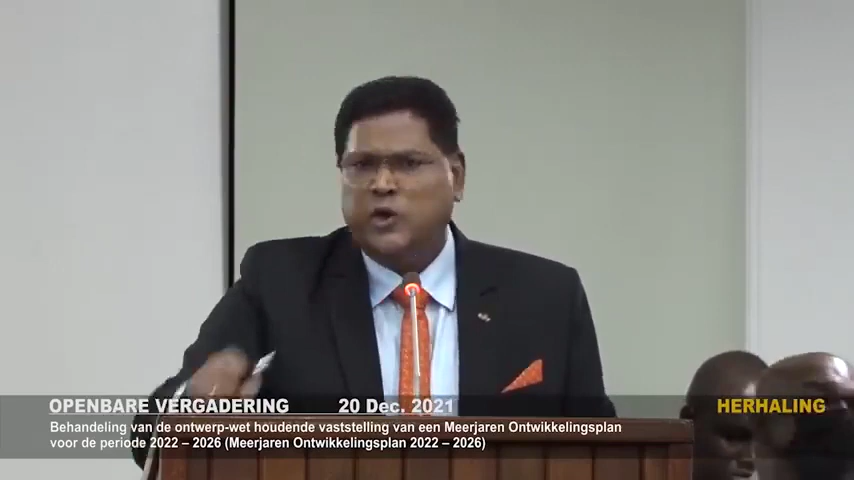 OPENBARE VERGADERING 20 Dec. 2021 HERHALING
Behandeling van de ontwerp-wet houdende vaststelling van een Meerjaren Ontwikkelingsplan
voor de periode 2022 – 2026 (Meerjaren Ontwikkelingsplan 2022 – 2026)